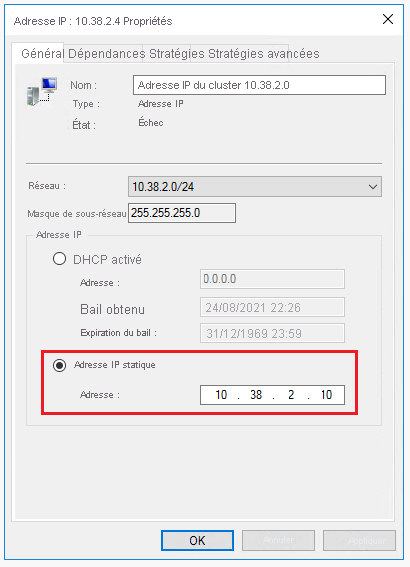 Adresse IP : 10.38.2.4 Propriétés
Général Dépendances Stratégies Stratégies avancées
Nom : Adresse IP du cluster 10.38.2.0
Type : Adresse IP
État : Échec
Réseau : 10.38.2.0/24
Masque de sous-réseau 255.255.255.0
Adresse IP
DHCP activé
Adresse : 0.0.0.0
Bail obtenu 24/08/2021 22:26
Expiration du bail : 31/12/1969 23:59
Adresse IP statique
Adresse : 10 . 38 . 2 . 10
OK Annuler Appliquer